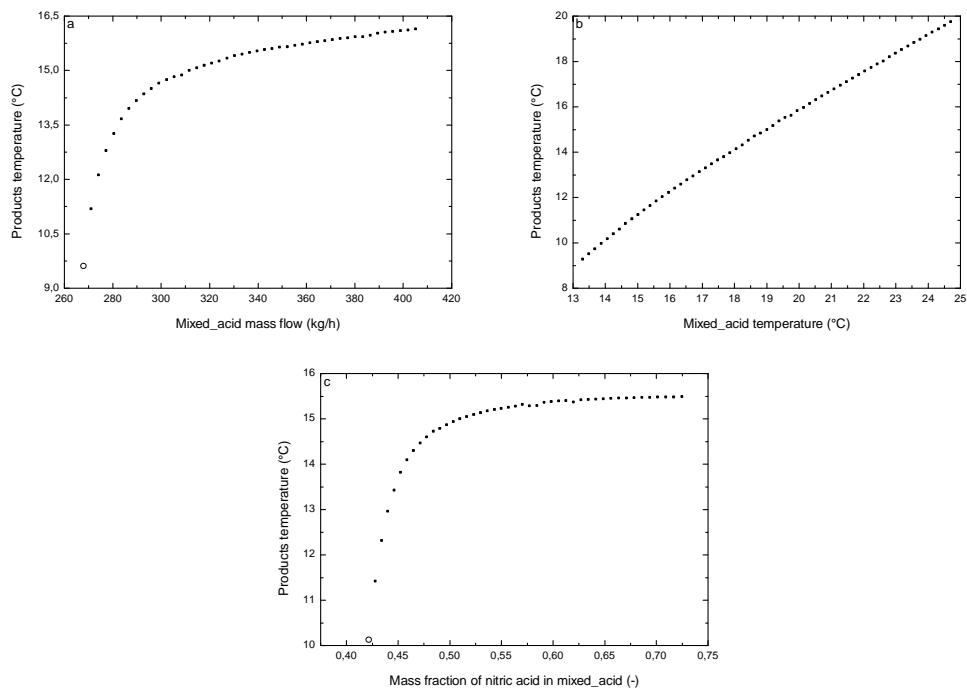 a
16,5
15,0
13,5
12,0
10,5
9,0
Products temperature (°C)
260 280 300 320 340 360 380 400 420
Mixed_acid mass flow (kg/h)
b
20
18
16
14
12
10
8
Products temperature (°C)
13 14 15 16 17 18 19 20 21 22 23 24 25
Mixed_acid temperature (°C)
c
16
15
14
13
12
11
10
Products temperature (°C)
0,40 0,45 0,50 0,55 0,60 0,65 0,70 0,75
Mass fraction of nitric acid in mixed_acid (-)